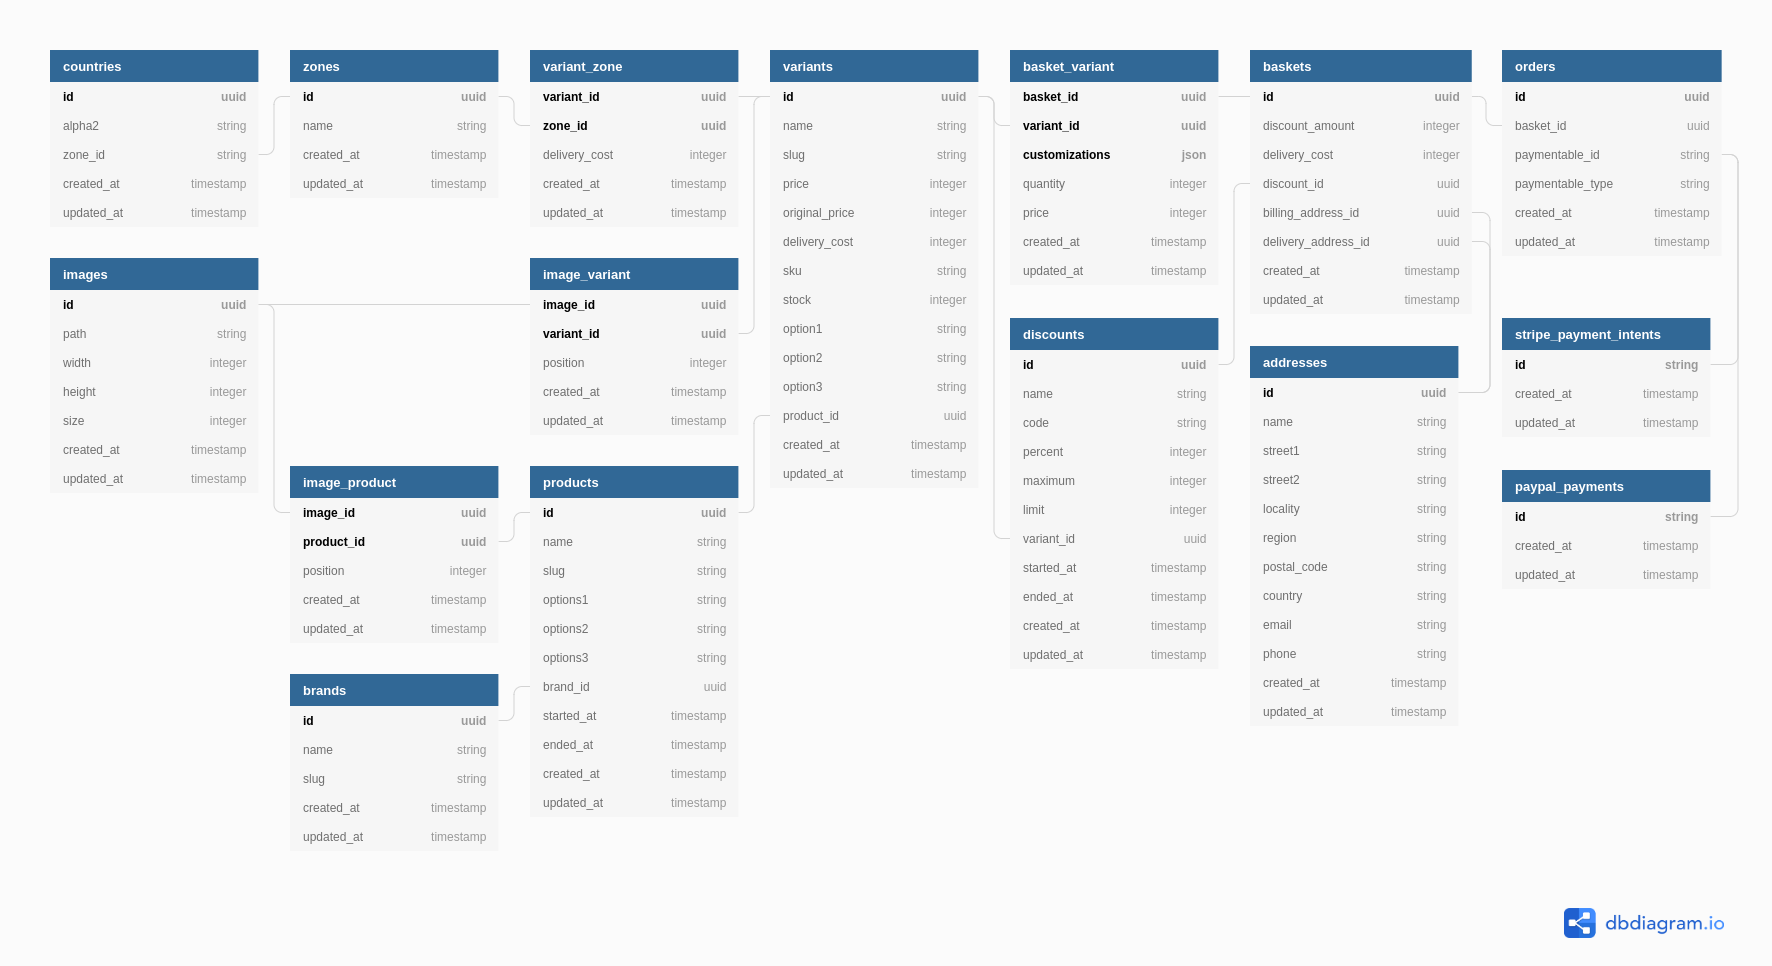 countries
id uuid
alpha2 string
zone_id string
created_at timestamp
updated_at timestamp
zones
id uuid
name string
created_at timestamp
updated_at timestamp
variant_zone
variant_id uuid
zone_id uuid
delivery_cost integer
created_at timestamp
updated_at timestamp
variants
id uuid
name string
slug string
price integer
original_price integer
delivery_cost integer
sku string
stock integer
option1 string
option2 string
option3 string
product_id uuid
created_at timestamp
updated_at timestamp
basket_variant
basket_id uuid
variant_id uuid
customizations json
quantity integer
price integer
created_at timestamp
updated_at timestamp
baskets
id uuid
discount_amount integer
delivery_cost integer
discount_id uuid
billing_address_id uuid
delivery_address_id uuid
created_at timestamp
updated_at timestamp
orders
id uuid
basket_id uuid
paymentable_id string
paymentable_type string
created_at timestamp
updated_at timestamp
images
id uuid
path string
width integer
height integer
size integer
created_at timestamp
updated_at timestamp
image_variant
image_id uuid
variant_id uuid
position integer
created_at timestamp
updated_at timestamp
discounts
id uuid
name string
code string
percent integer
maximum integer
limit integer
variant_id uuid
started_at timestamp
ended_at timestamp
created_at timestamp
updated_at timestamp
addresses
id uuid
name string
street1 string
street2 string
locality string
region string
postal_code string
country string
email string
phone string
created_at timestamp
updated_at timestamp
stripe_payment_intents
id string
created_at timestamp
updated_at timestamp
image_product
image_id uuid
product_id uuid
position integer
created_at timestamp
updated_at timestamp
products
id uuid
name string
slug string
options1 string
options2 string
options3 string
brand_id uuid
started_at timestamp
ended_at timestamp
created_at timestamp
updated_at timestamp
paypal_payments
id string
created_at timestamp
updated_at timestamp
brands
id uuid
name string
slug string
created_at timestamp
updated_at timestamp
dbdiagram.io